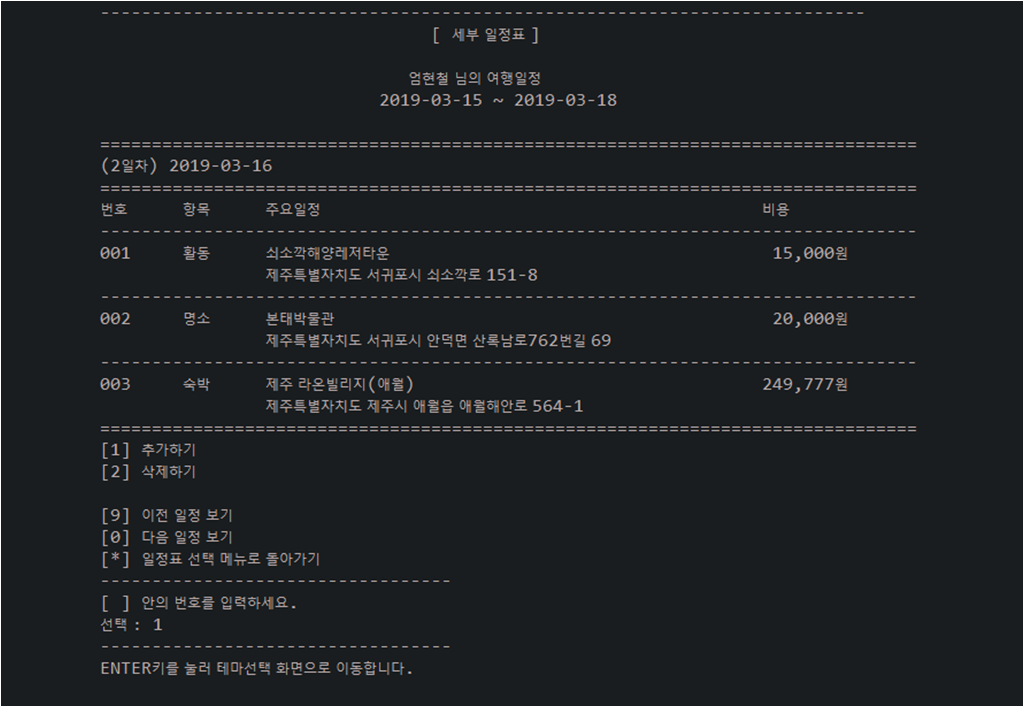 --------------------------------------------------------------------------
[ 세부 일정표 ]
엄현철 님의 여행일정
2019-03-15 ~ 2019-03-18
===============================================================================
(2일차) 2019-03-16
===============================================================================
번호 항목 주요일정 비용
-------------------------------------------------------------------------------
001 활동 쇠소깍해양레저타운 15,000원
제주특별자치도 서귀포시 쇠소깍로 151-8
-------------------------------------------------------------------------------
002 명소 본태박물관 20,000원
제주특별자치도 서귀포시 안덕면 산록남로762번길 69
-------------------------------------------------------------------------------
003 숙박 제주 라온빌리지(애월) 249,777원
제주특별자치도 제주시 애월읍 애월해안로 564-1
===============================================================================
[1] 추가하기
[2] 삭제하기
[9] 이전 일정 보기
[0] 다음 일정 보기
[*] 일정표 선택 메뉴로 돌아가기
----------------------------------
[ ] 안의 번호를 입력하세요.
선택 : 1
----------------------------------
ENTER키를 눌러 테마선택 화면으로 이동합니다.